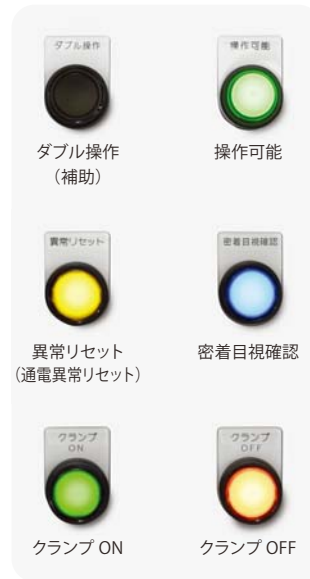 ダブル操作
操作可能
ダブル操作
（補助）
操作可能
異常リセット
密着目視確認
異常リセット
（通電異常リセット）
密着目視確認
クランプ
ON
クランプ
OFF
クランプ ON
クランプ OFF